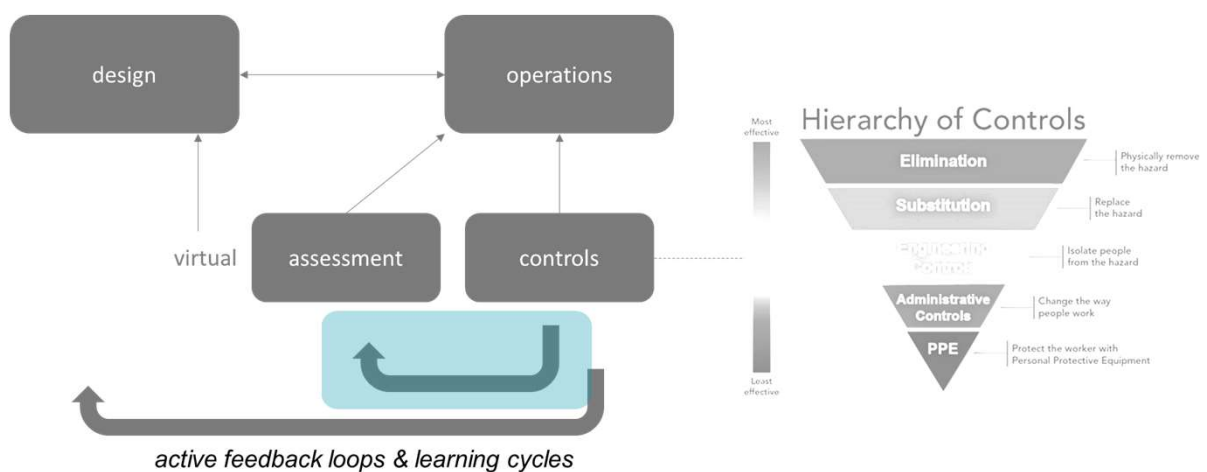 design
operations
virtual
assessment
controls
active feedback loops & learning cycles
Most
effective
Least
effective
Hierarchy of Controls
Elimination
Physically remove
the hazard
Substitution
Replace
the hazard
Engineering
Control
Isolate people
from the hazard
Administrative
Controls
Change the way
people work
PPE
Protect the worker with
Personal Protective Equipment